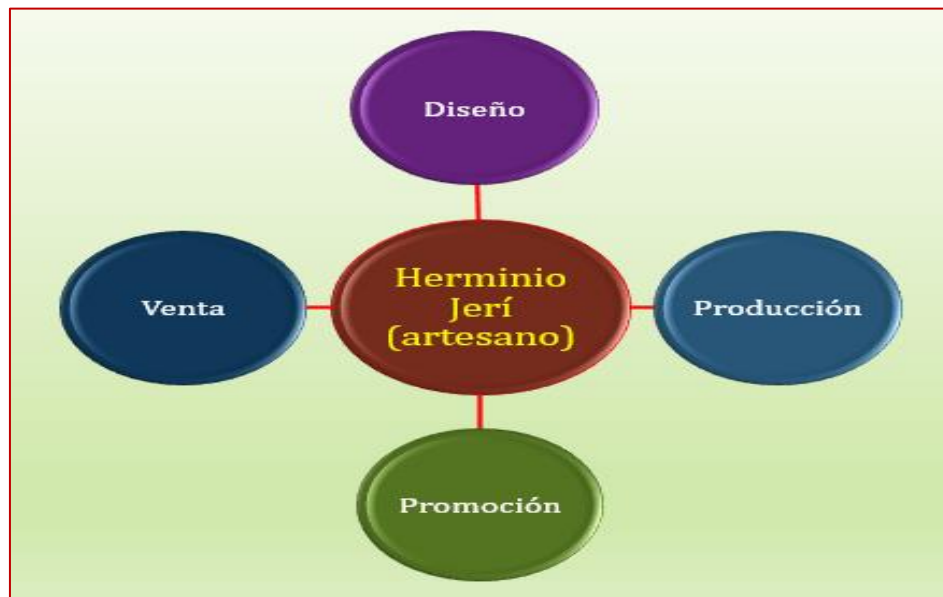 Diseño
Venta
Herminio
Jerí
(artesano)
Producción
Promoción